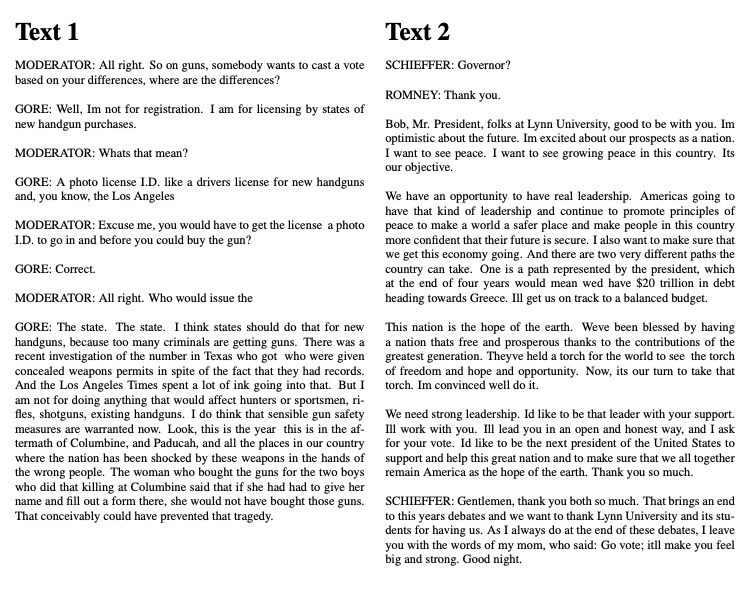 Text 1
MODERATOR: All right. So on guns, somebody wants to cast a vote
based on your differences, where are the differences?
GORE: Well, Im not for registration. I am for licensing by states of
new handgun purchases.
MODERATOR: Whats that mean?
GORE: A photo license I.D. like a drivers license for new handguns
and, you know, the Los Angeles
MODERATOR: Excuse me, you would have to get the license a photo
I.D. to go in and before you could buy the gun?
GORE: Correct.
MODERATOR: All right. Who would issue the
GORE: The state. The state. I think states should do that for new
handguns, because too many criminals are getting guns. There was a
recent investigation of the number in Texas who got who were given
concealed weapons permits in spite of the fact that they had records.
And the Los Angeles Times spent a lot of ink going into that. But I
am not for doing anything that would affect hunters or sportsmen, ri-
fles, shotguns, existing handguns. I do think that sensible gun safety
measures are warranted now. Look, this is the year this is in the af-
termath of Columbine, and Paducah, and all the places in our country
where the nation has been shocked by these weapons in the hands of
the wrong people. The woman who bought the guns for the two boys
who did that killing at Columbine said that if she had had to give her
name and fill out a form there, she would not have bought those guns.
That conceivably could have prevented that tragedy.
Text 2
SCHIEFFER: Governor?
ROMNEY: Thank you.
Bob, Mr. President, folks at Lynn University, good to be with you. Im
optimistic about the future. Im excited about our prospects as a nation.
I want to see peace. I want to see growing peace in this country. Its
our objective.
We have an opportunity to have real leadership. Americas going to
have that kind of leadership and continue to promote principles of
peace to make a world a safer place and make people in this country
more confident that their future is secure. I also want to make sure that
we get this economy going. And there are two very different paths the
country can take. One is a path represented by the president, which
at the end of four years would mean wed have $20 trillion in debt
heading towards Greece. Ill get us on track to a balanced budget.
This nation is the hope of the earth. Weve been blessed by having
a nation thats free and prosperous thanks to the contributions of the
greatest generation. Theyve held a torch for the world to see the torch
of freedom and hope and opportunity. Now, its our turn to take that
torch. Im convinced well do it.
We need strong leadership. Id like to be that leader with your support.
Ill work with you. Ill lead you in an open and honest way, and I ask
for your vote. Id like to be the next president of the United States to
support and help this great nation and to make sure that we all together
remain America as the hope of the earth. Thank you so much.
SCHIEFFER: Gentlemen, thank you both so much. That brings an end
to this years debates and we want to thank Lynn University and its stu-
dents for having us. As I always do at the end of these debates, I leave
you with the words of my mom, who said: Go vote; itll make you feel
big and strong. Good night.